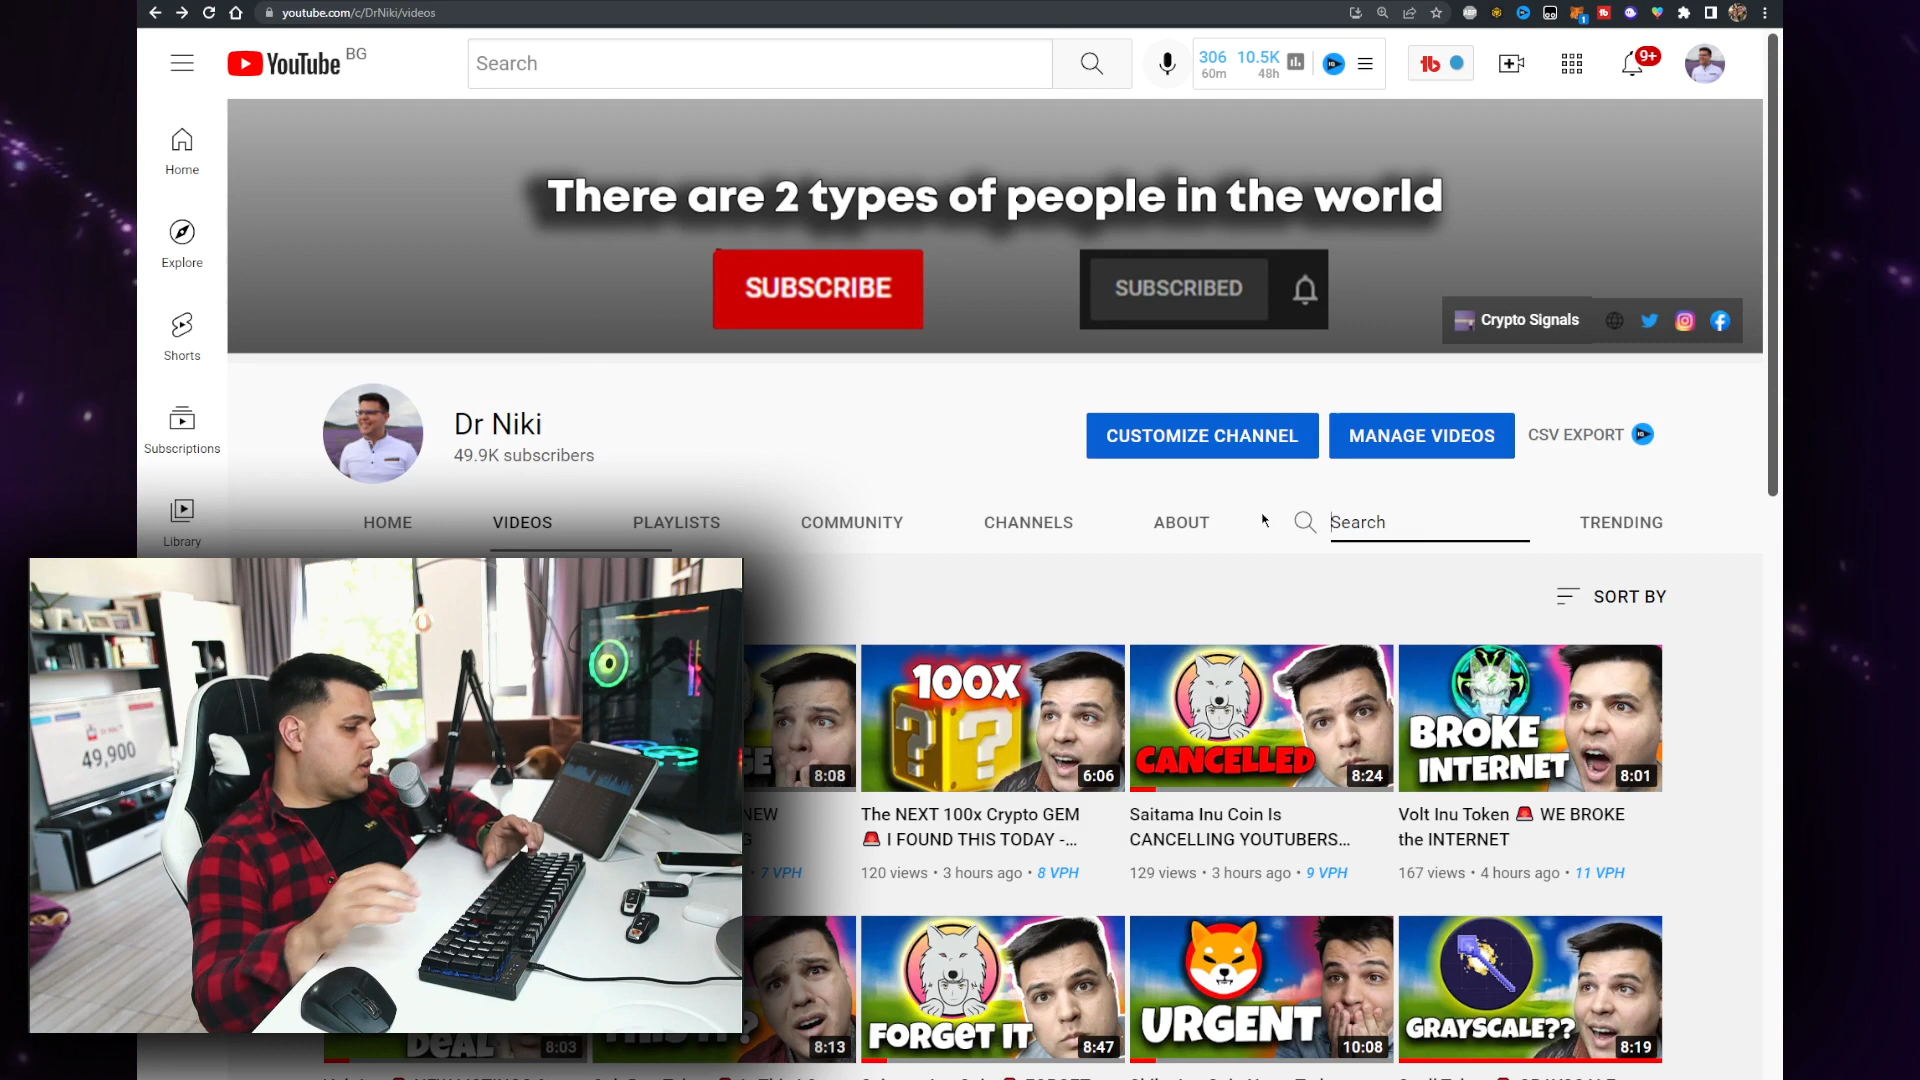 youtube.com/c/DrNiki/videos
YouTube BG
Search
306 10.5K
60m 48h
9+
Home
Explore
Shorts
Subscriptions
Library
There are 2 types of people in the world
SUBSCRIBE
SUBSCRIBED
Crypto Signals
Dr Niki
49.9K subscribers
CUSTOMIZE CHANNEL
MANAGE VIDEOS
CSV EXPORT
HOME
VIDEOS
PLAYLISTS
COMMUNITY
CHANNELS
ABOUT
Search
TRENDING
SORT BY
49,900
8:08
100X
6:06
CANCELLED
8:24
BROKE
INTERNET
8:01
The NEXT 100x Crypto GEM
🚨 I FOUND THIS TODAY -...
120 views • 3 hours ago • 8 VPH
Saitama Inu Coin Is
CANCELLING YOUTUBERS...
129 views • 3 hours ago • 9 VPH
Volt Inu Token 🚨 WE BROKE
the INTERNET
167 views • 4 hours ago • 11 VPH
• 7 VPH
DEAL
8:03
8:13
FORGET IT
8:47
URGENT
10:08
GRAYSCALE??
8:19